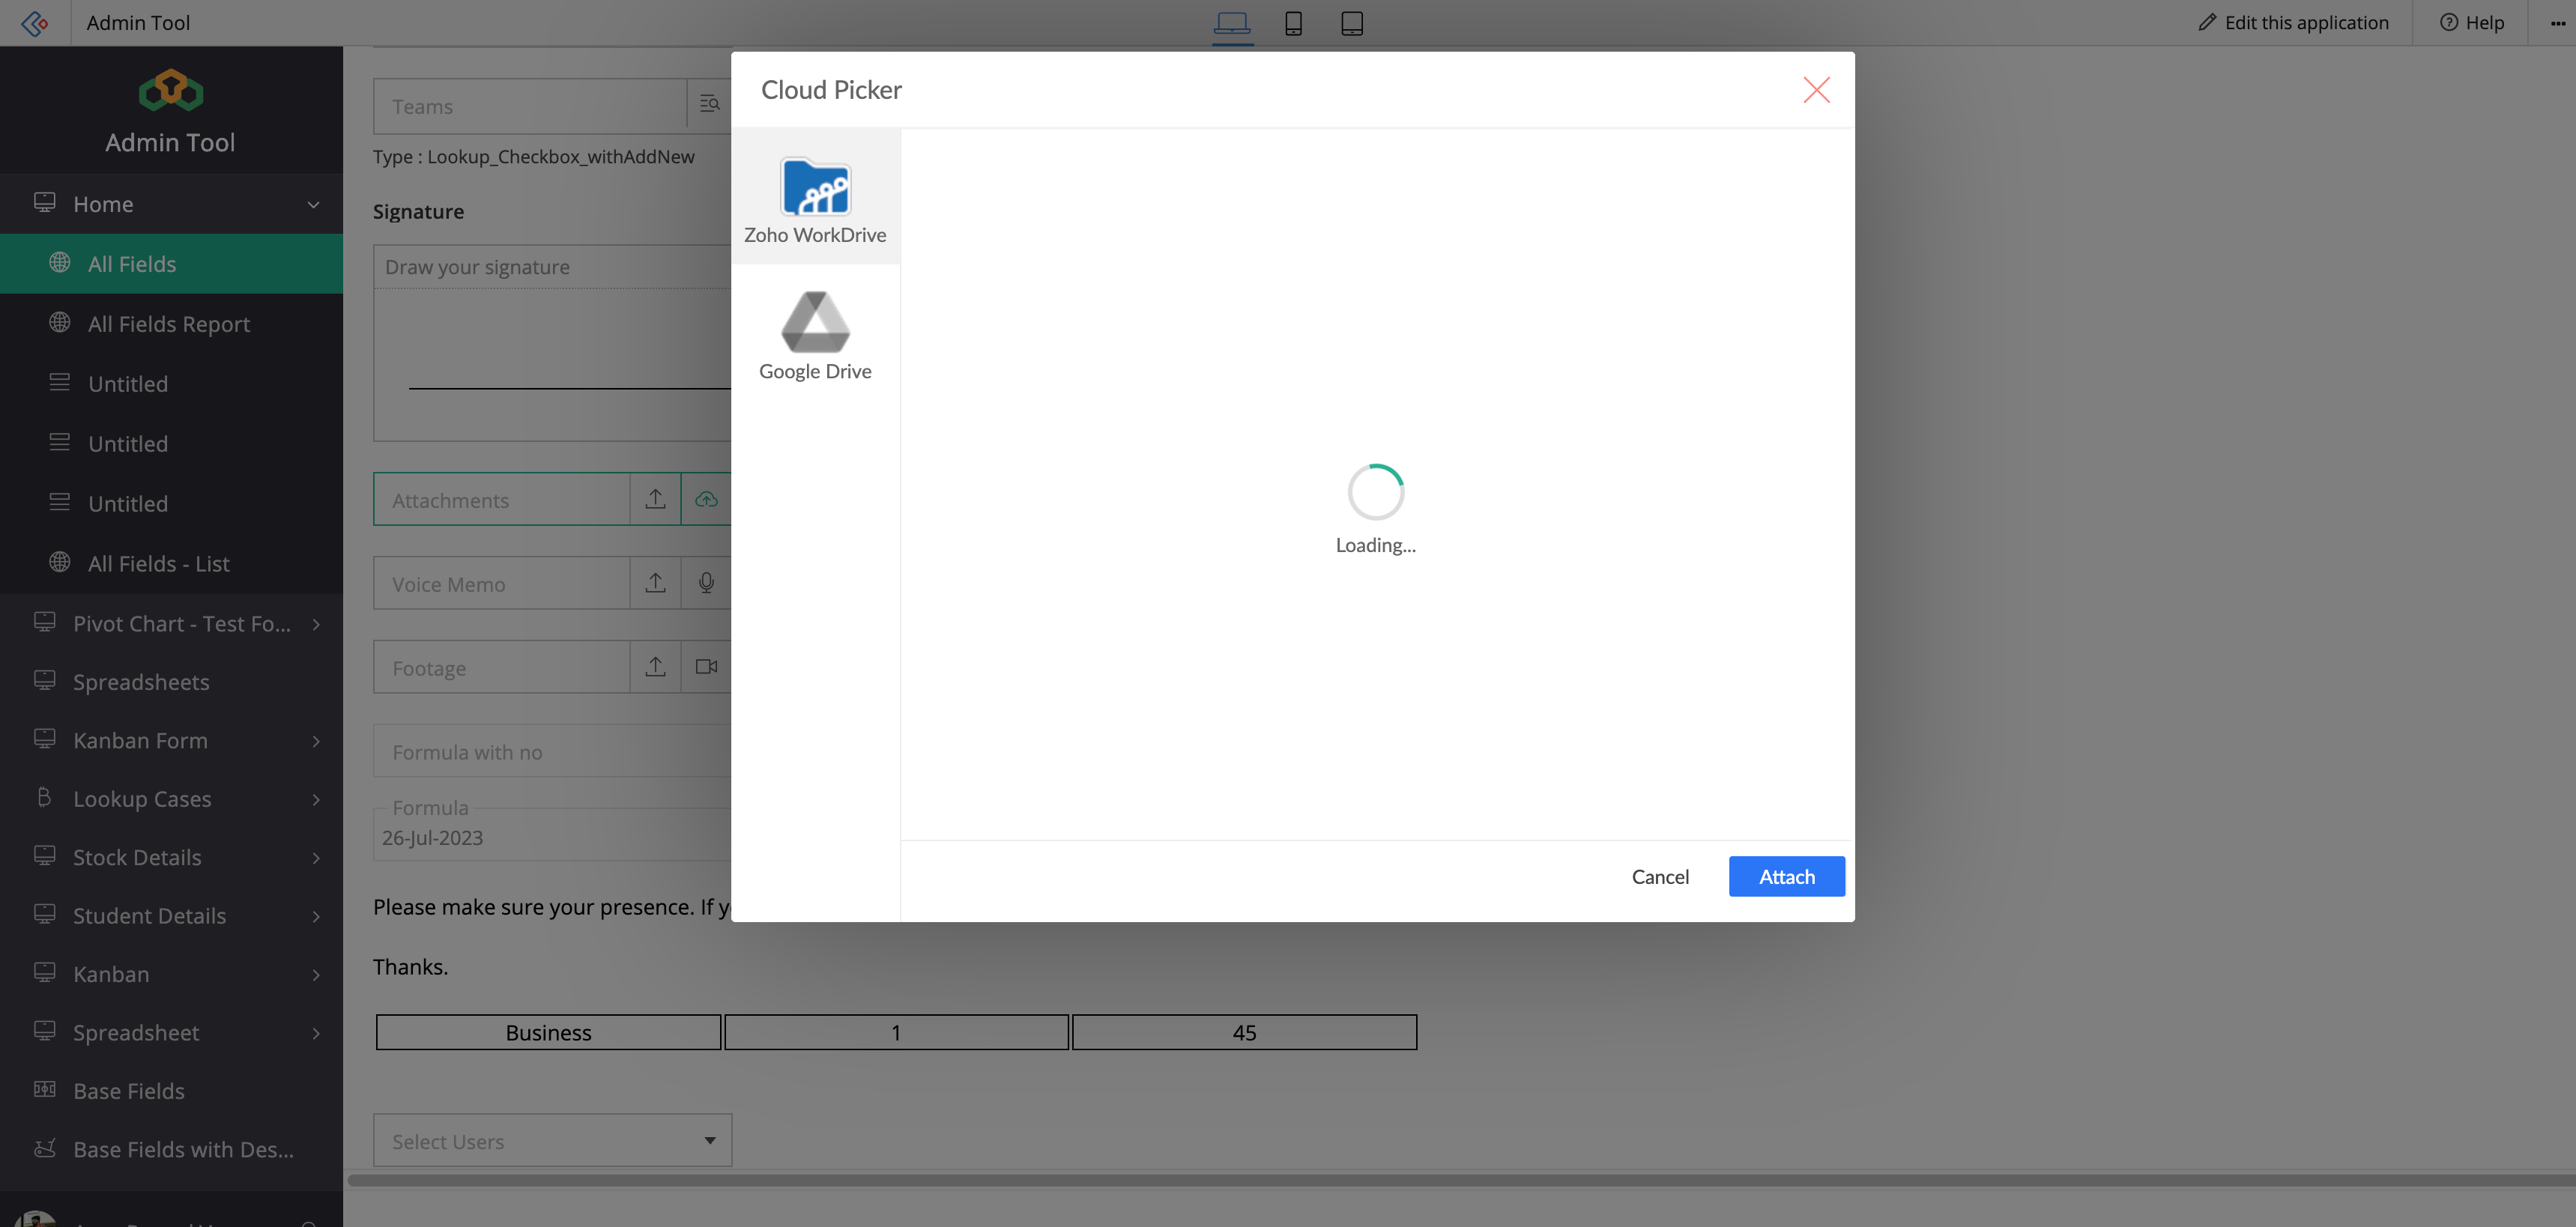 Admin Tool
Edit this application
Help
Admin Tool
Home
All Fields
All Fields Report
Untitled
Untitled
Untitled
All Fields - List
Pivot Chart - Test Fo...
Spreadsheets
Kanban Form
Lookup Cases
Stock Details
Student Details
Kanban
Spreadsheet
Base Fields
Base Fields with Des...
Teams
Type : Lookup_Checkbox_withAddNew
Signature
Draw your signature
Attachments
Voice Memo
Footage
Formula with no
Formula
26-Jul-2023
Please make sure your presence. If
Thanks.
Business 1 45
Select Users
Cloud Picker
Zoho WorkDrive
Google Drive
Loading...
Cancel
Attach